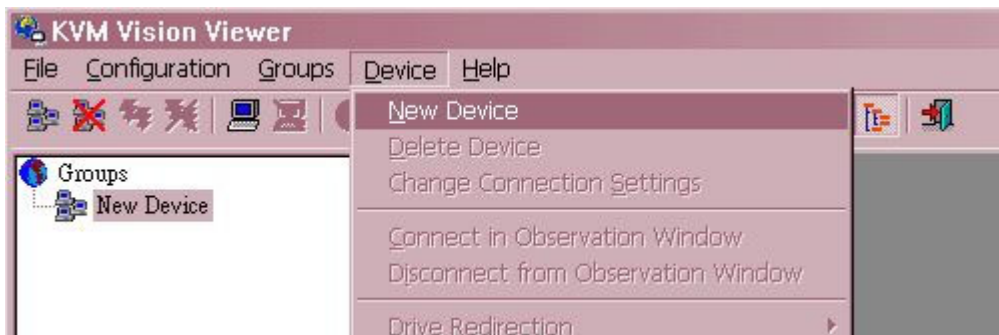 KVM Vision Viewer
File Configuration Groups Device Help
New Device
Delete Device
Change Connection Settings
Groups
New Device
Connect in Observation Window
Disconnect from Observation Window
Drive Redirection